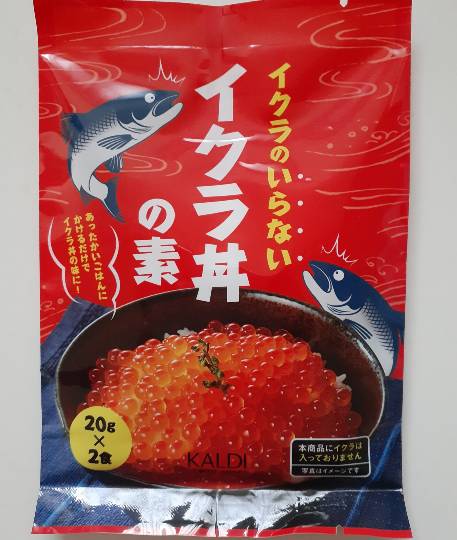 イクラのいらない
イクラ丼
の素
あったかいごはんに
かけるだけで
イクラ丼の味に!
20g
×
2食
KALDI
本商品にイクラは
入っておりません
写真はイメージです